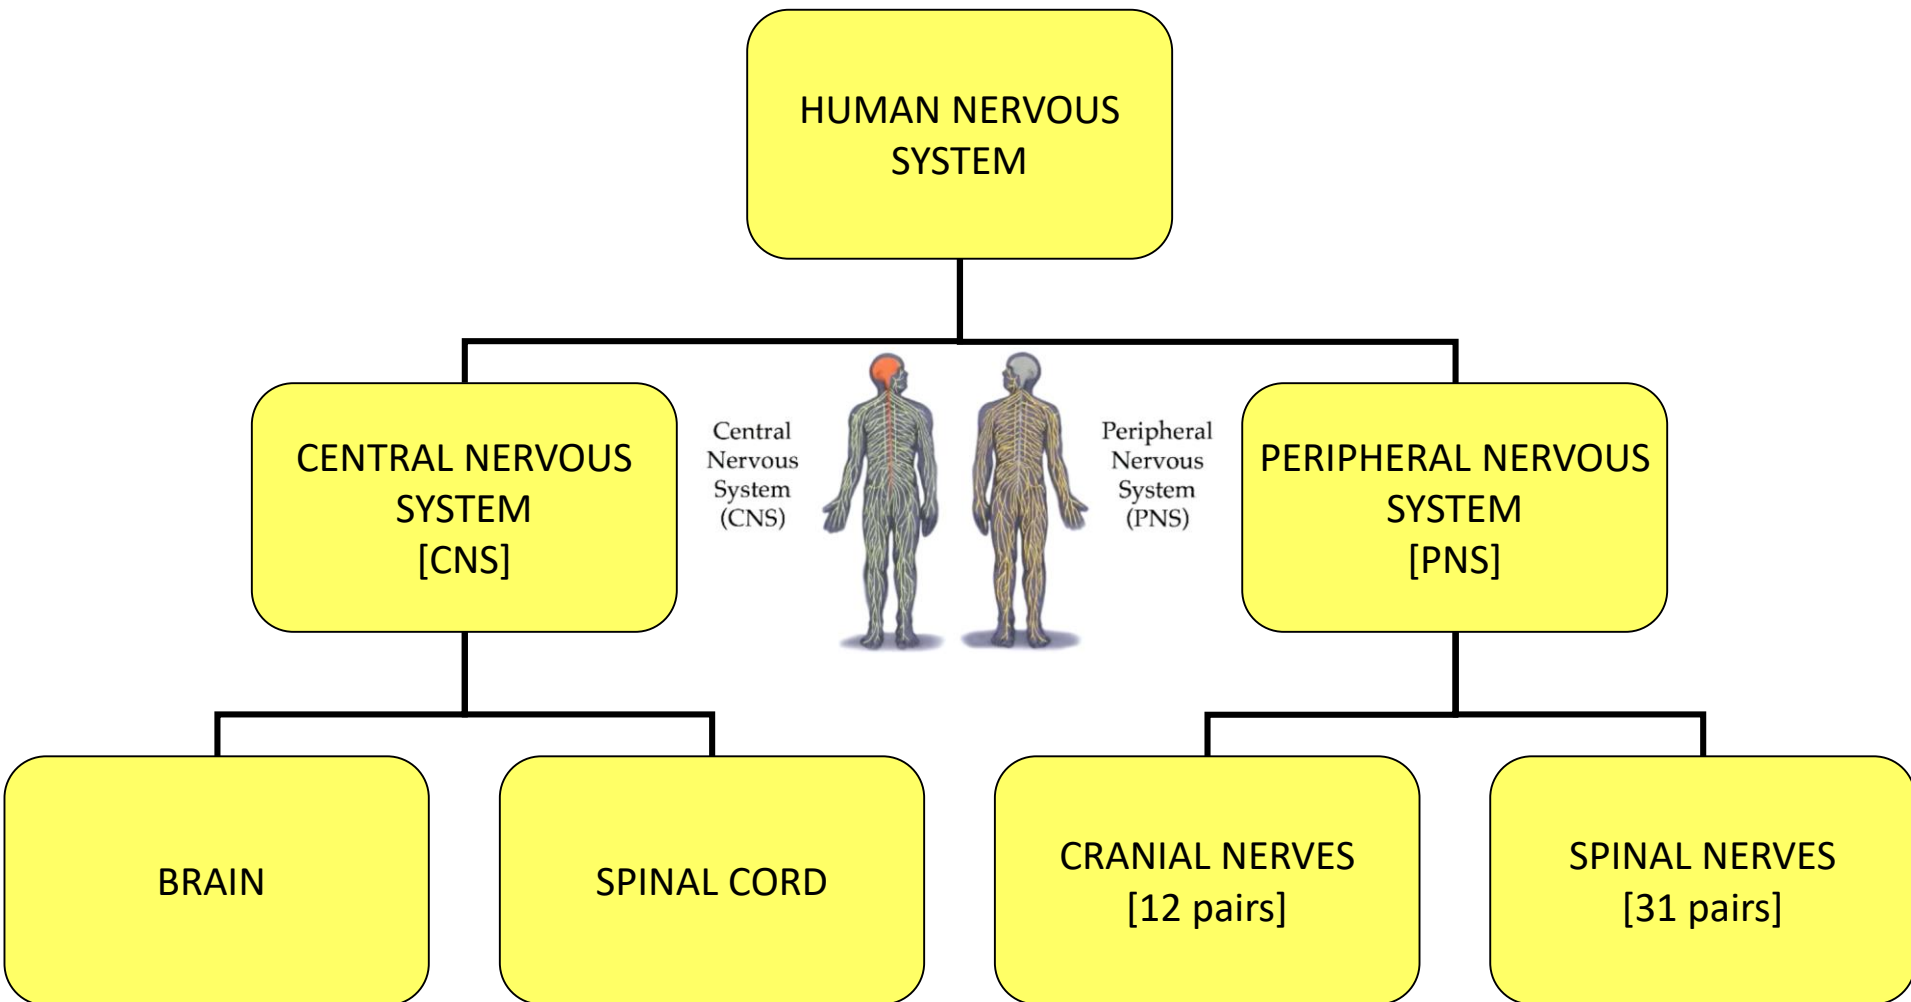 HUMAN NERVOUS
SYSTEM
CENTRAL NERVOUS
SYSTEM
[CNS]
Central
Nervous
System
(CNS)
Peripheral
Nervous
System
(PNS)
PERIPHERAL NERVOUS
SYSTEM
[PNS]
BRAIN
SPINAL CORD
CRANIAL NERVES
[12 pairs]
SPINAL NERVES
[31 pairs]